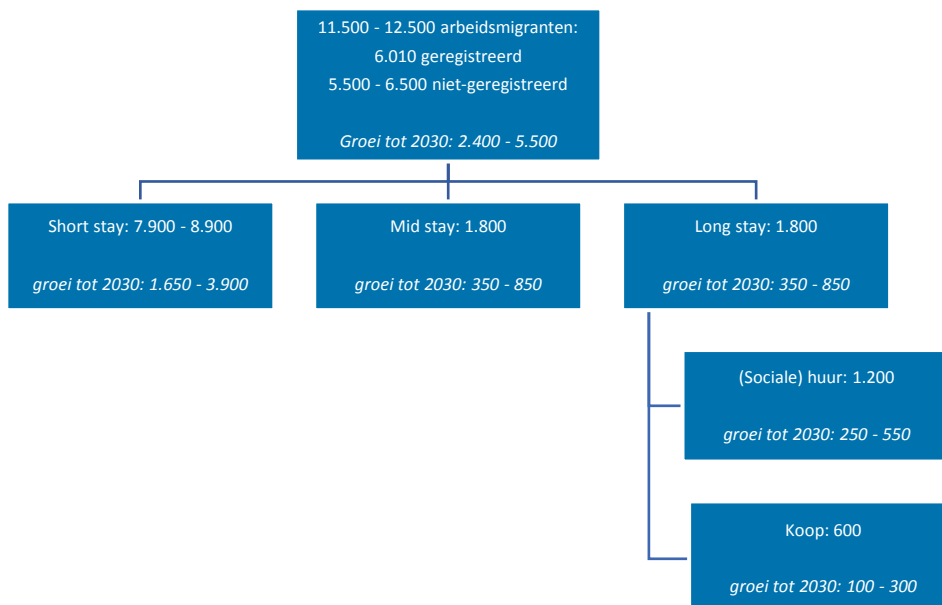 11.500 - 12.500 arbeidsmigranten:
6.010 geregistreerd
5.500 - 6.500 niet-geregistreerd
Groei tot 2030: 2.400 - 5.500
Short stay: 7.900 - 8.900
groei tot 2030: 1.650 - 3.900
Mid stay: 1.800
groei tot 2030: 350 - 850
Long stay: 1.800
groei tot 2030: 350 - 850
(Sociale) huur: 1.200
groei tot 2030: 250 - 550
Koop: 600
groei tot 2030: 100 - 300